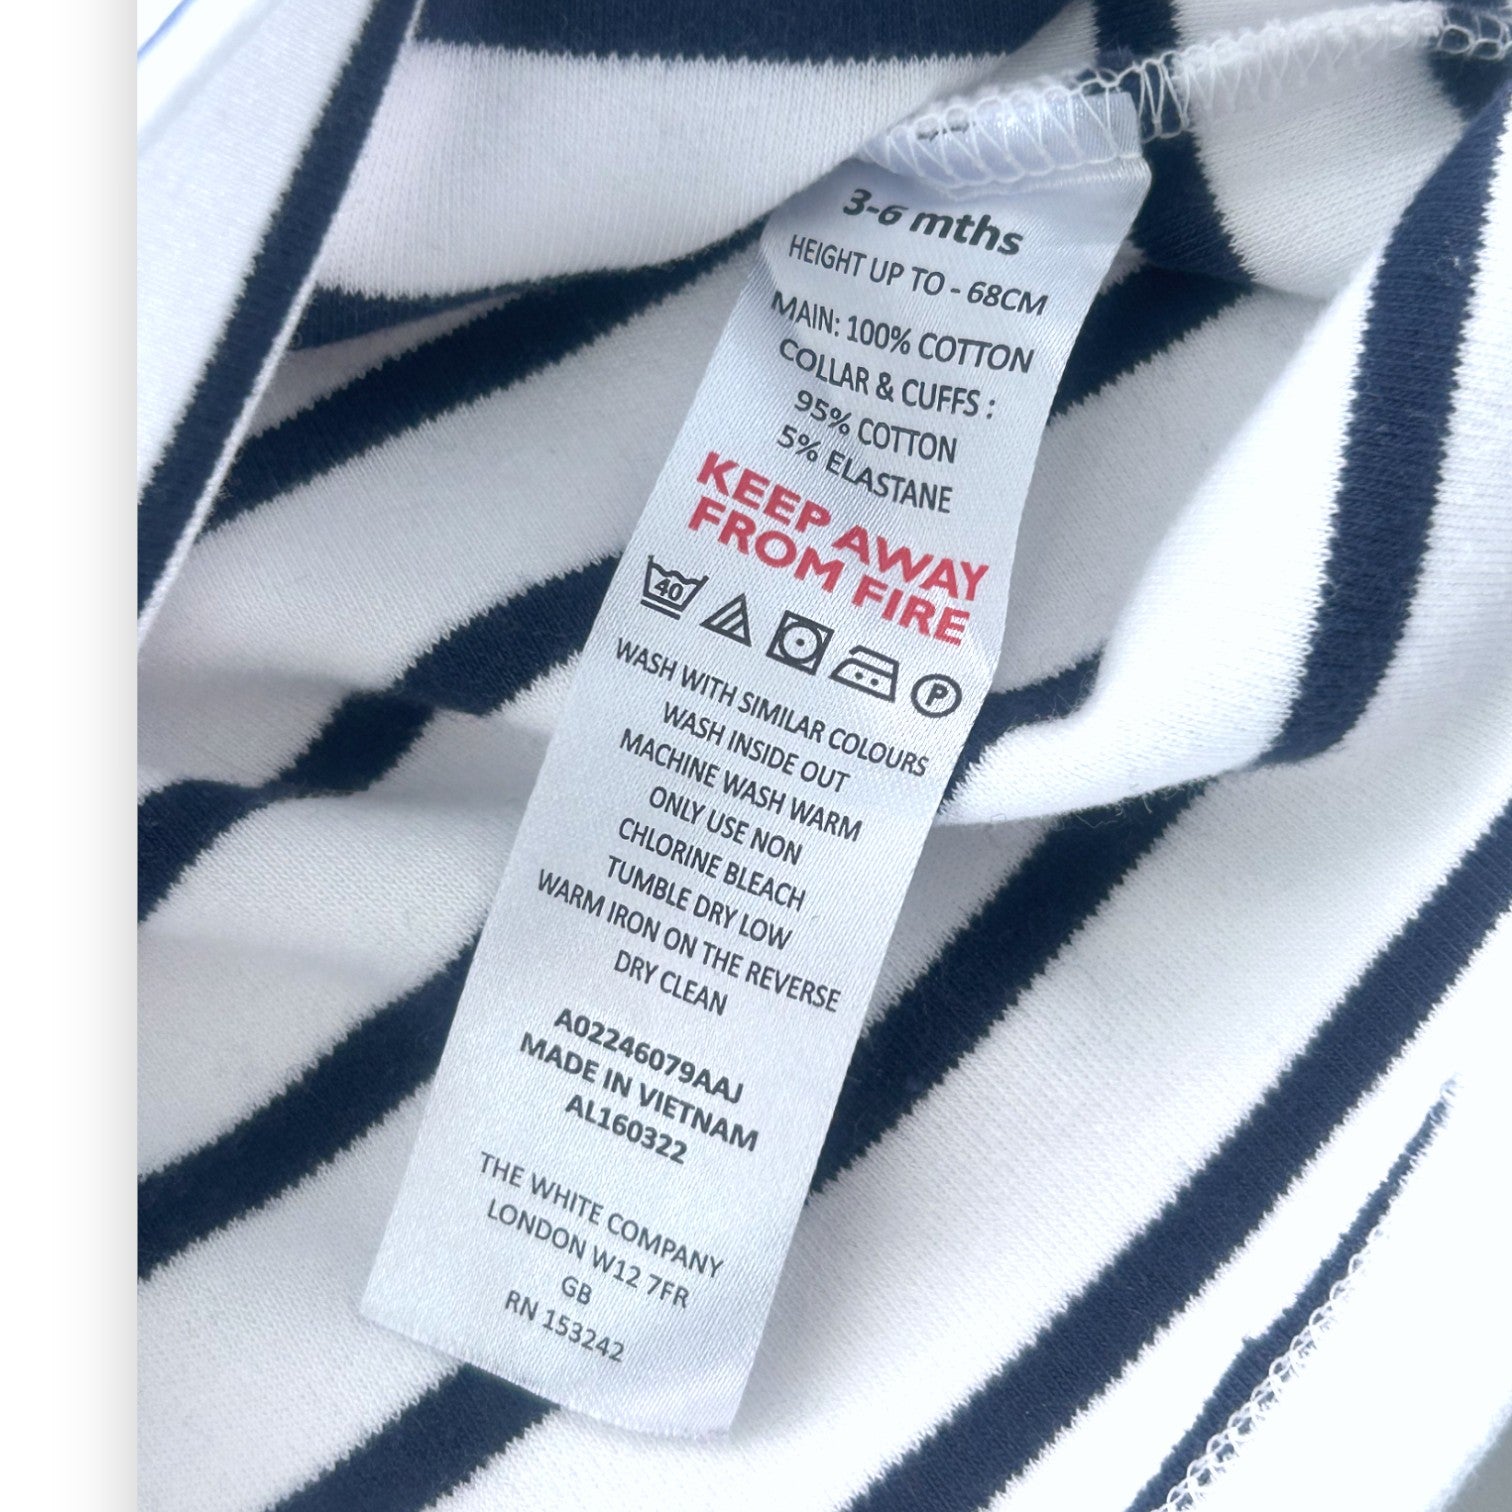 3-6 mths
HEIGHT UP TO - 68CM
MAIN: 100% COTTON
COLLAR & CUFFS :
95% COTTON
5% ELASTANE
KEEP AWAY
FROM FIRE
40
P
WASH WITH SIMILAR COLOURS
WASH INSIDE OUT
MACHINE WASH WARM
ONLY USE NON
CHLORINE BLEACH
TUMBLE DRY LOW
WARM IRON ON THE REVERSE
DRY CLEAN
A02246079AAJ
MADE IN VIETNAM
AL160322
THE WHITE COMPANY
LONDON W12 7FR
GB
RN 153242